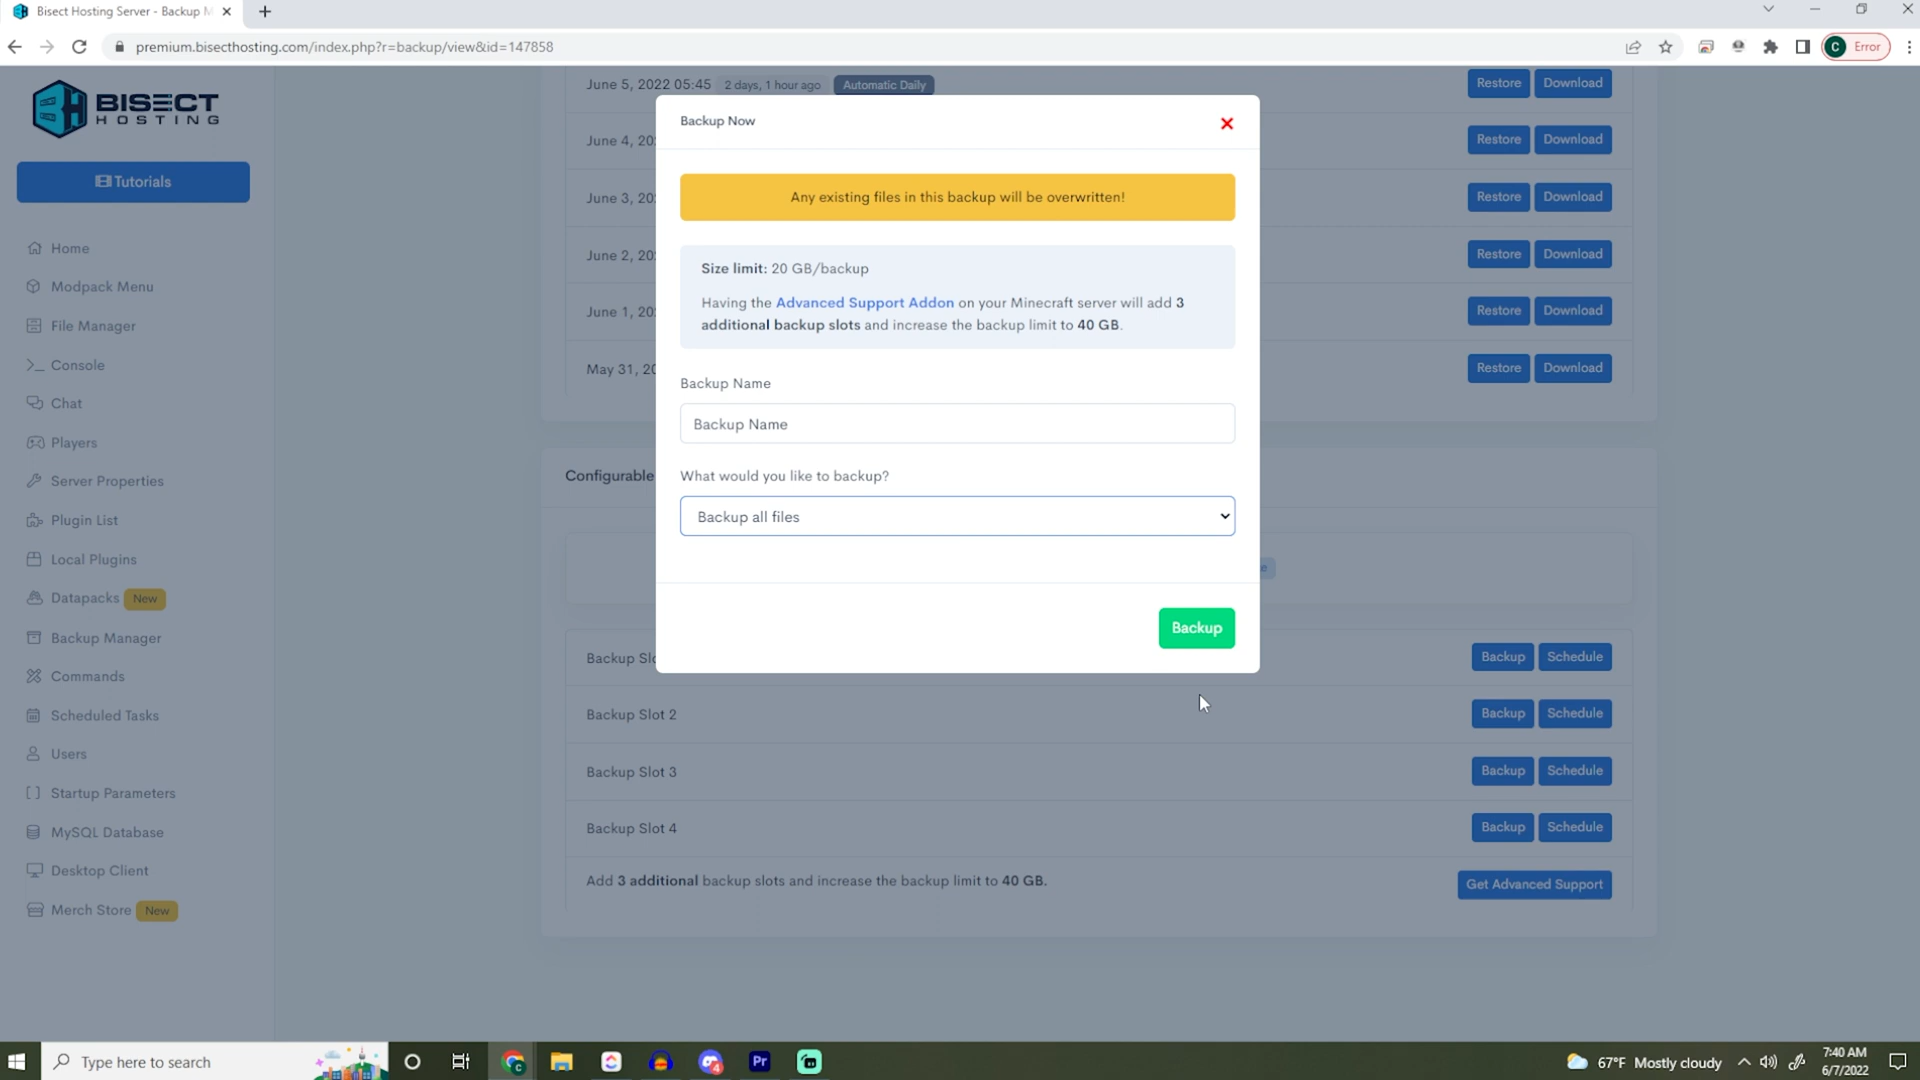 Bisect Hosting Server - Backup M
premium.bisecthosting.com/index.php?r=backup/view&id=147858
C Error
BISECT
HOSTING
Tutorials
Home
Modpack Menu
File Manager
Console
Chat
Players
Server Properties
Plugin List
Local Plugins
Datapacks New
Backup Manager
Commands
Scheduled Tasks
Users
Startup Parameters
MySQL Database
Desktop Client
Merch Store New
June 5, 2022 05:45 2 days, 1 hour ago Automatic Daily Restore Download
June 4, 20 Restore Download
June 3, 20 Restore Download
June 2, 20 Restore Download
June 1, 20 Restore Download
May 31, 20 Restore Download
Backup Now
Any existing files in this backup will be overwritten!
Size limit: 20 GB/backup
Having the Advanced Support Addon on your Minecraft server will add 3
additional backup slots and increase the backup limit to 40 GB.
Backup Name
Backup Name
What would you like to backup?
Backup all files
Backup
Configurable
Backup Slo Backup Schedule
Backup Slot 2 Backup Schedule
Backup Slot 3 Backup Schedule
Backup Slot 4 Backup Schedule
Add 3 additional backup slots and increase the backup limit to 40 GB. Get Advanced Support
Type here to search
4
Pr
67°F Mostly cloudy
7:40 AM
6/7/2022